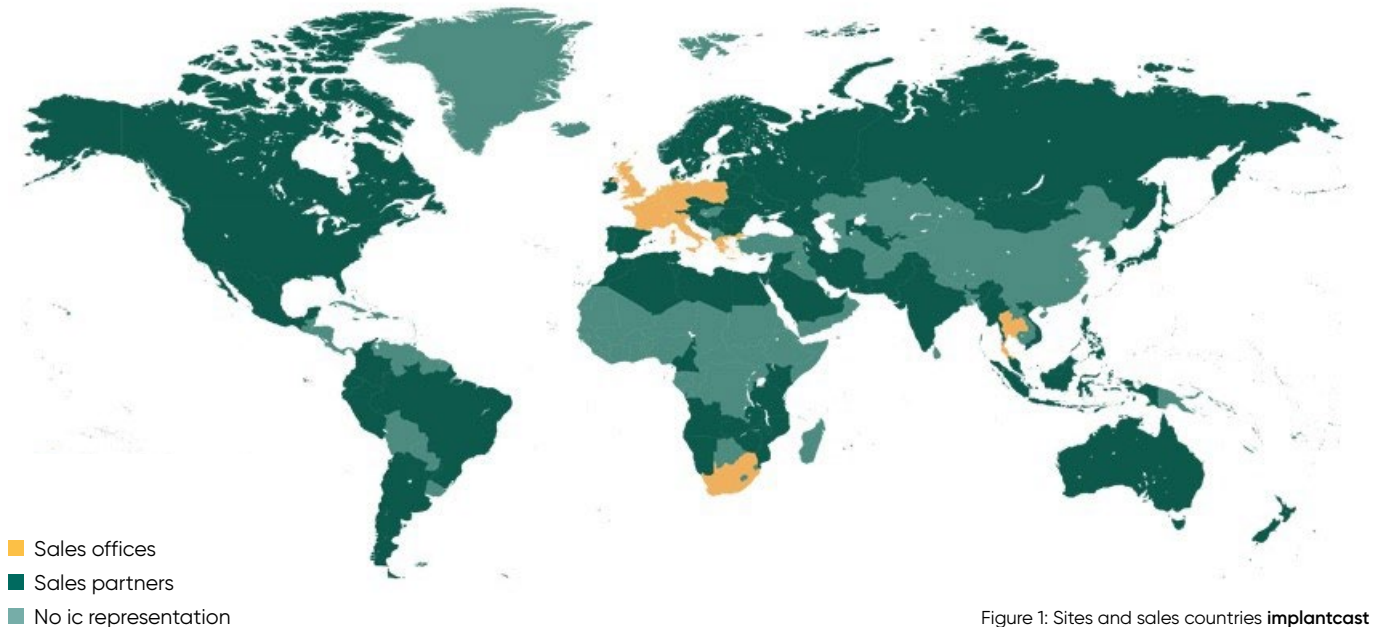 Sales offices
Sales partners
No ic representation
Figure 1: Sites and sales countries implantcast